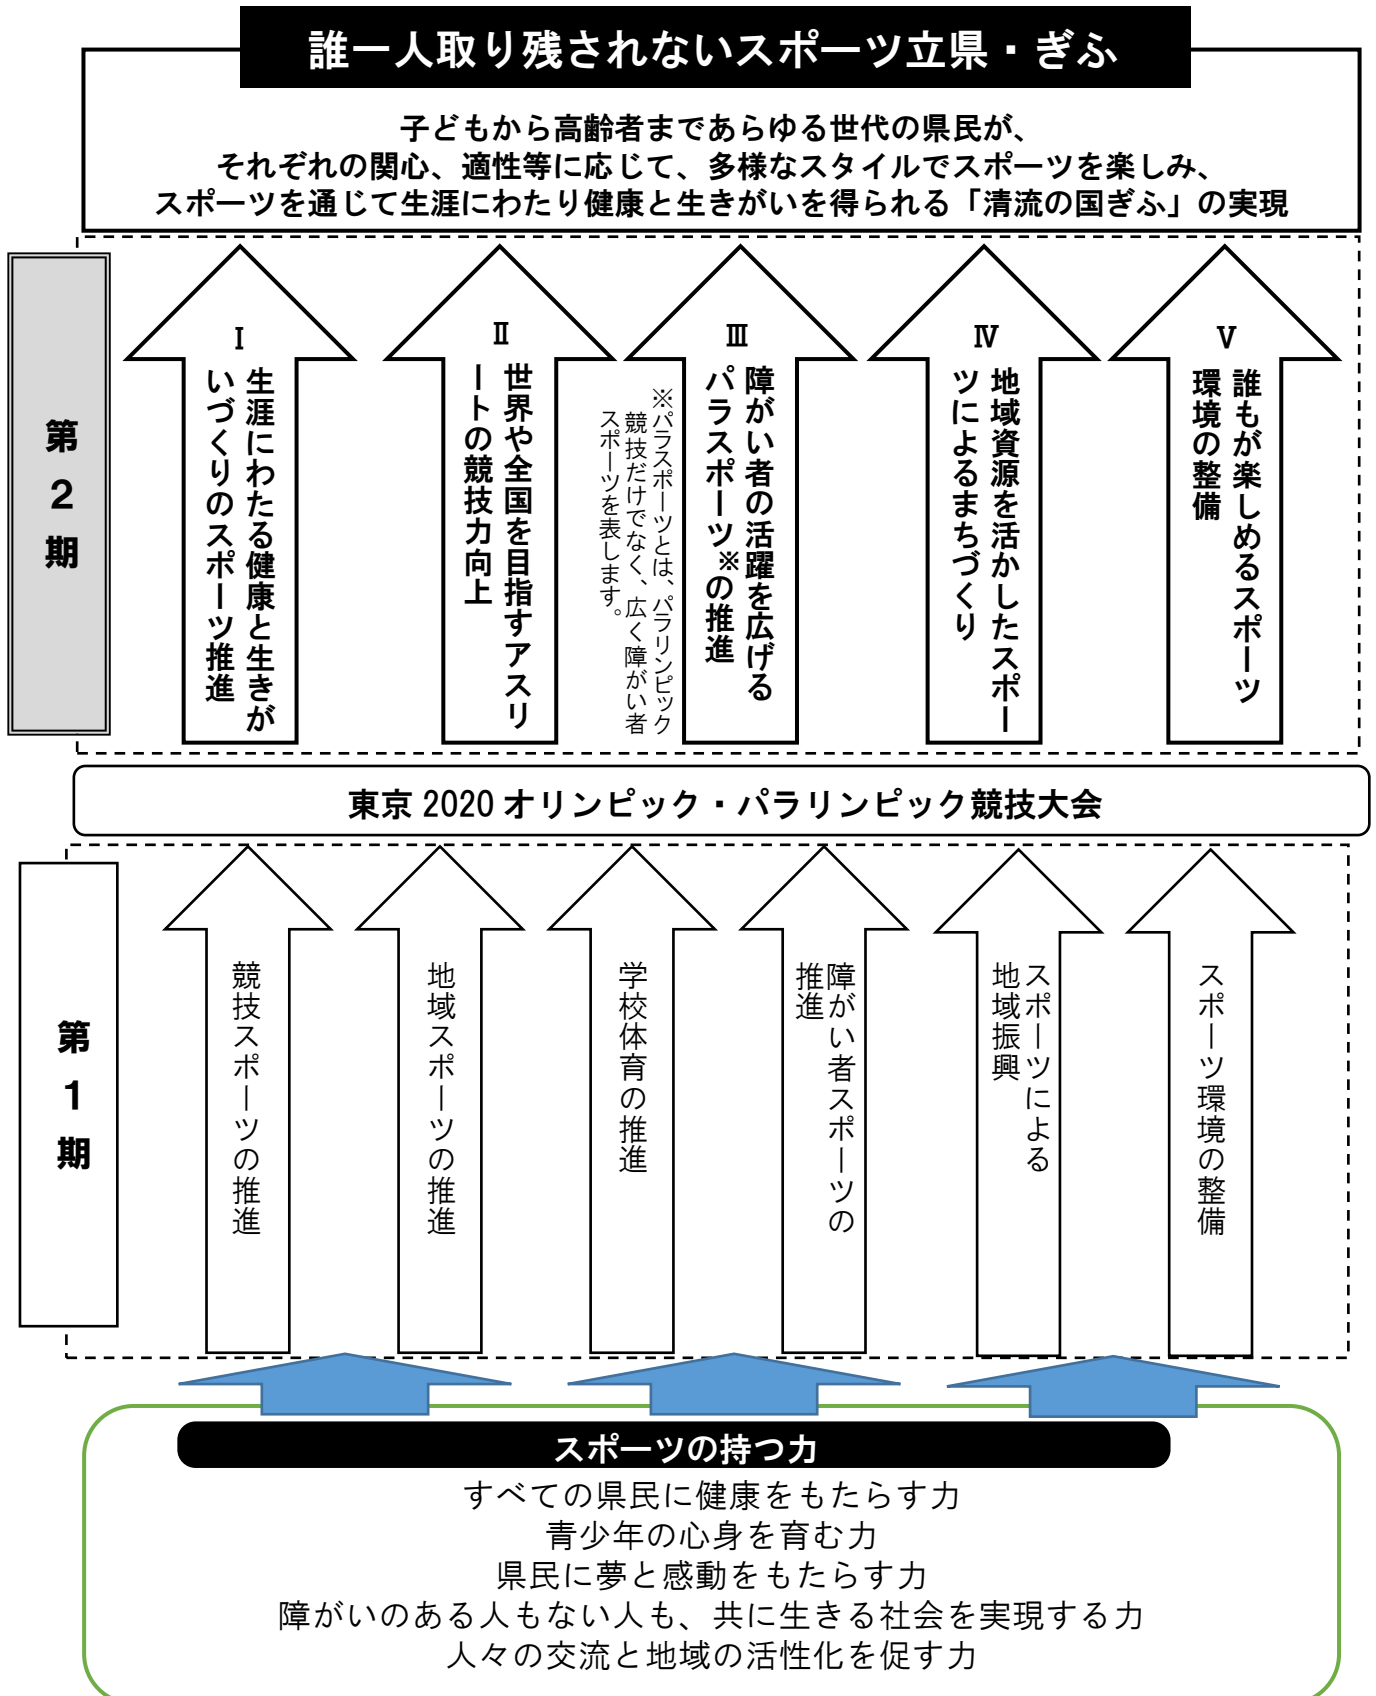 誰一人取り残されないスポーツ立県・ぎふ
子どもから高齢者まであらゆる世代の県民が、
それぞれの関心、適性等に応じて、多様なスタイルでスポーツを楽しみ、
スポーツを通じて生涯にわたり健康と生きがいを得られる「清流の国ぎふ」の実現
第2期
Ⅰ
生涯にわたる健康と生きが
いづくりのスポーツ推進
Ⅱ
世界や全国を目指すアスリ
ートの競技力向上
Ⅲ
障がい者の活躍を広げる
パラスポーツ※の推進
※パラスポーツとは、パラリンピック
競技だけでなく、広く障がい者
スポーツを表します。
Ⅳ
地域資源を活かしたスポー
ツによるまちづくり
Ⅴ
誰もが楽しめるスポーツ
環境の整備
東京 2020 オリンピック・パラリンピック競技大会
第1期
競技スポーツの推進
地域スポーツの推進
学校体育の推進
障がい者スポーツの
推進
スポーツによる
地域振興
スポーツ環境の整備
スポーツの持つ力
すべての県民に健康をもたらす力
青少年の心身を育む力
県民に夢と感動をもたらす力
障がいのある人もない人も、共に生きる社会を実現する力
人々の交流と地域の活性化を促す力